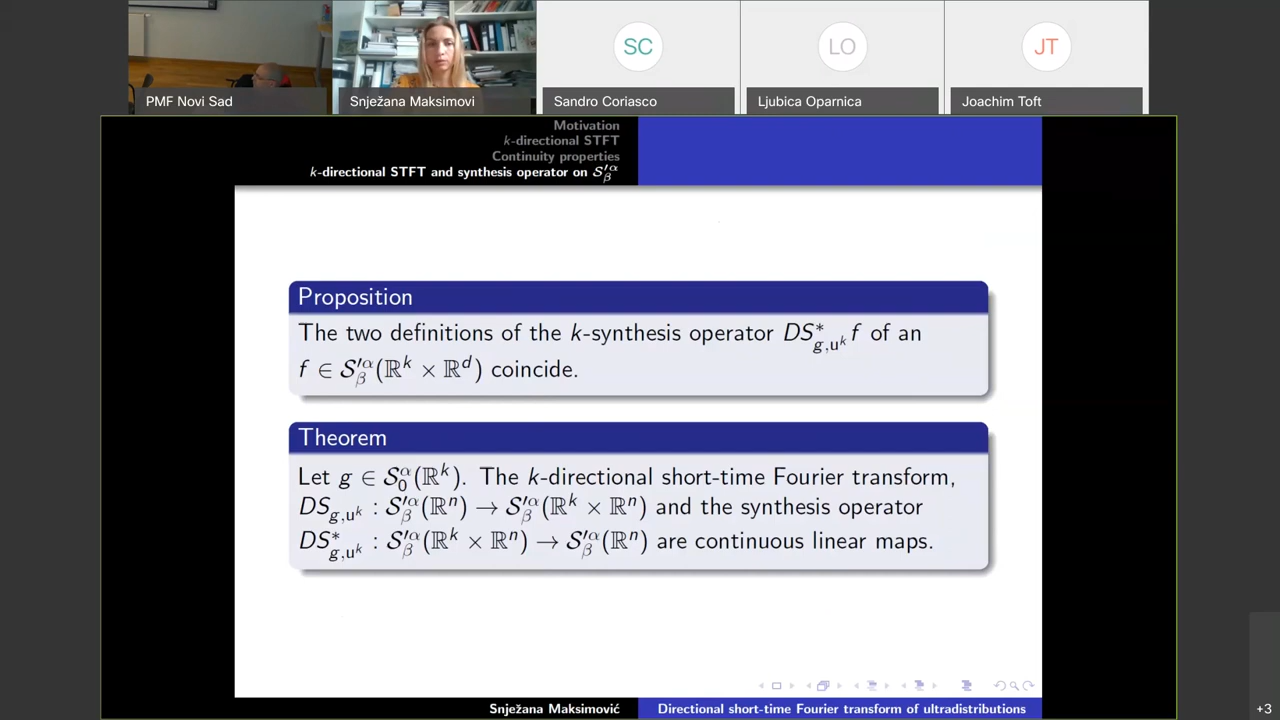 SC
LO
JT
PMF Novi Sad
Snježana Maksimovi
Sandro Coriasco
Ljubica Oparnica
Joachim Toft
Motivation
k-directional STFT
Continuity properties
k-directional STFT and synthesis operator on 𝒮′^α_β
Proposition
The two definitions of the k-synthesis operator DS*_{g,u^k} f of an
f ∈ 𝒮′^α_β(ℝ^k × ℝ^d) coincide.
Theorem
Let g ∈ 𝒮^α_0(ℝ^k). The k-directional short-time Fourier transform,
DS_{g,u^k} : 𝒮′^α_β(ℝ^n) → 𝒮′^α_β(ℝ^k × ℝ^n) and the synthesis operator
DS*_{g,u^k} : 𝒮′^α_β(ℝ^k × ℝ^n) → 𝒮′^α_β(ℝ^n) are continuous linear maps.
Snježana Maksimović
Directional short-time Fourier transform of ultradistributions
+3